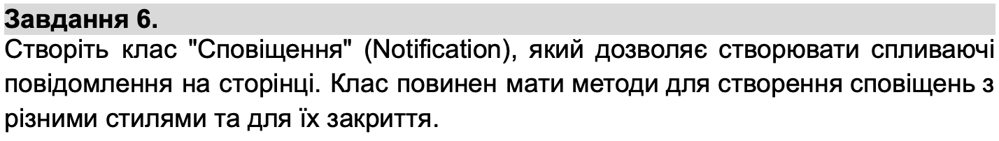 Завдання 6.
Створіть клас "Сповіщення" (Notification), який дозволяє створювати спливаючі
повідомлення на сторінці. Клас повинен мати методи для створення сповіщень з
різними стилями та для їх закриття.